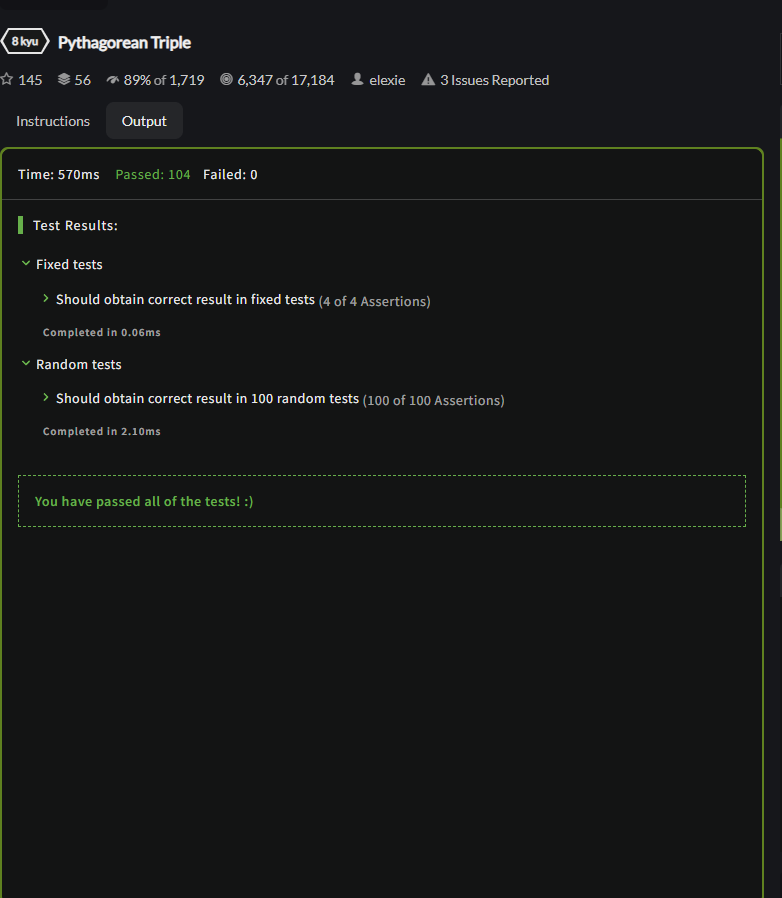 8 kyu Pythagorean Triple
145 56 89% of 1,719 6,347 of 17,184 elexie 3 Issues Reported
Instructions Output
Time: 570ms Passed: 104 Failed: 0
Test Results:
Fixed tests
Should obtain correct result in fixed tests (4 of 4 Assertions)
Completed in 0.06ms
Random tests
Should obtain correct result in 100 random tests (100 of 100 Assertions)
Completed in 2.10ms
You have passed all of the tests! :)